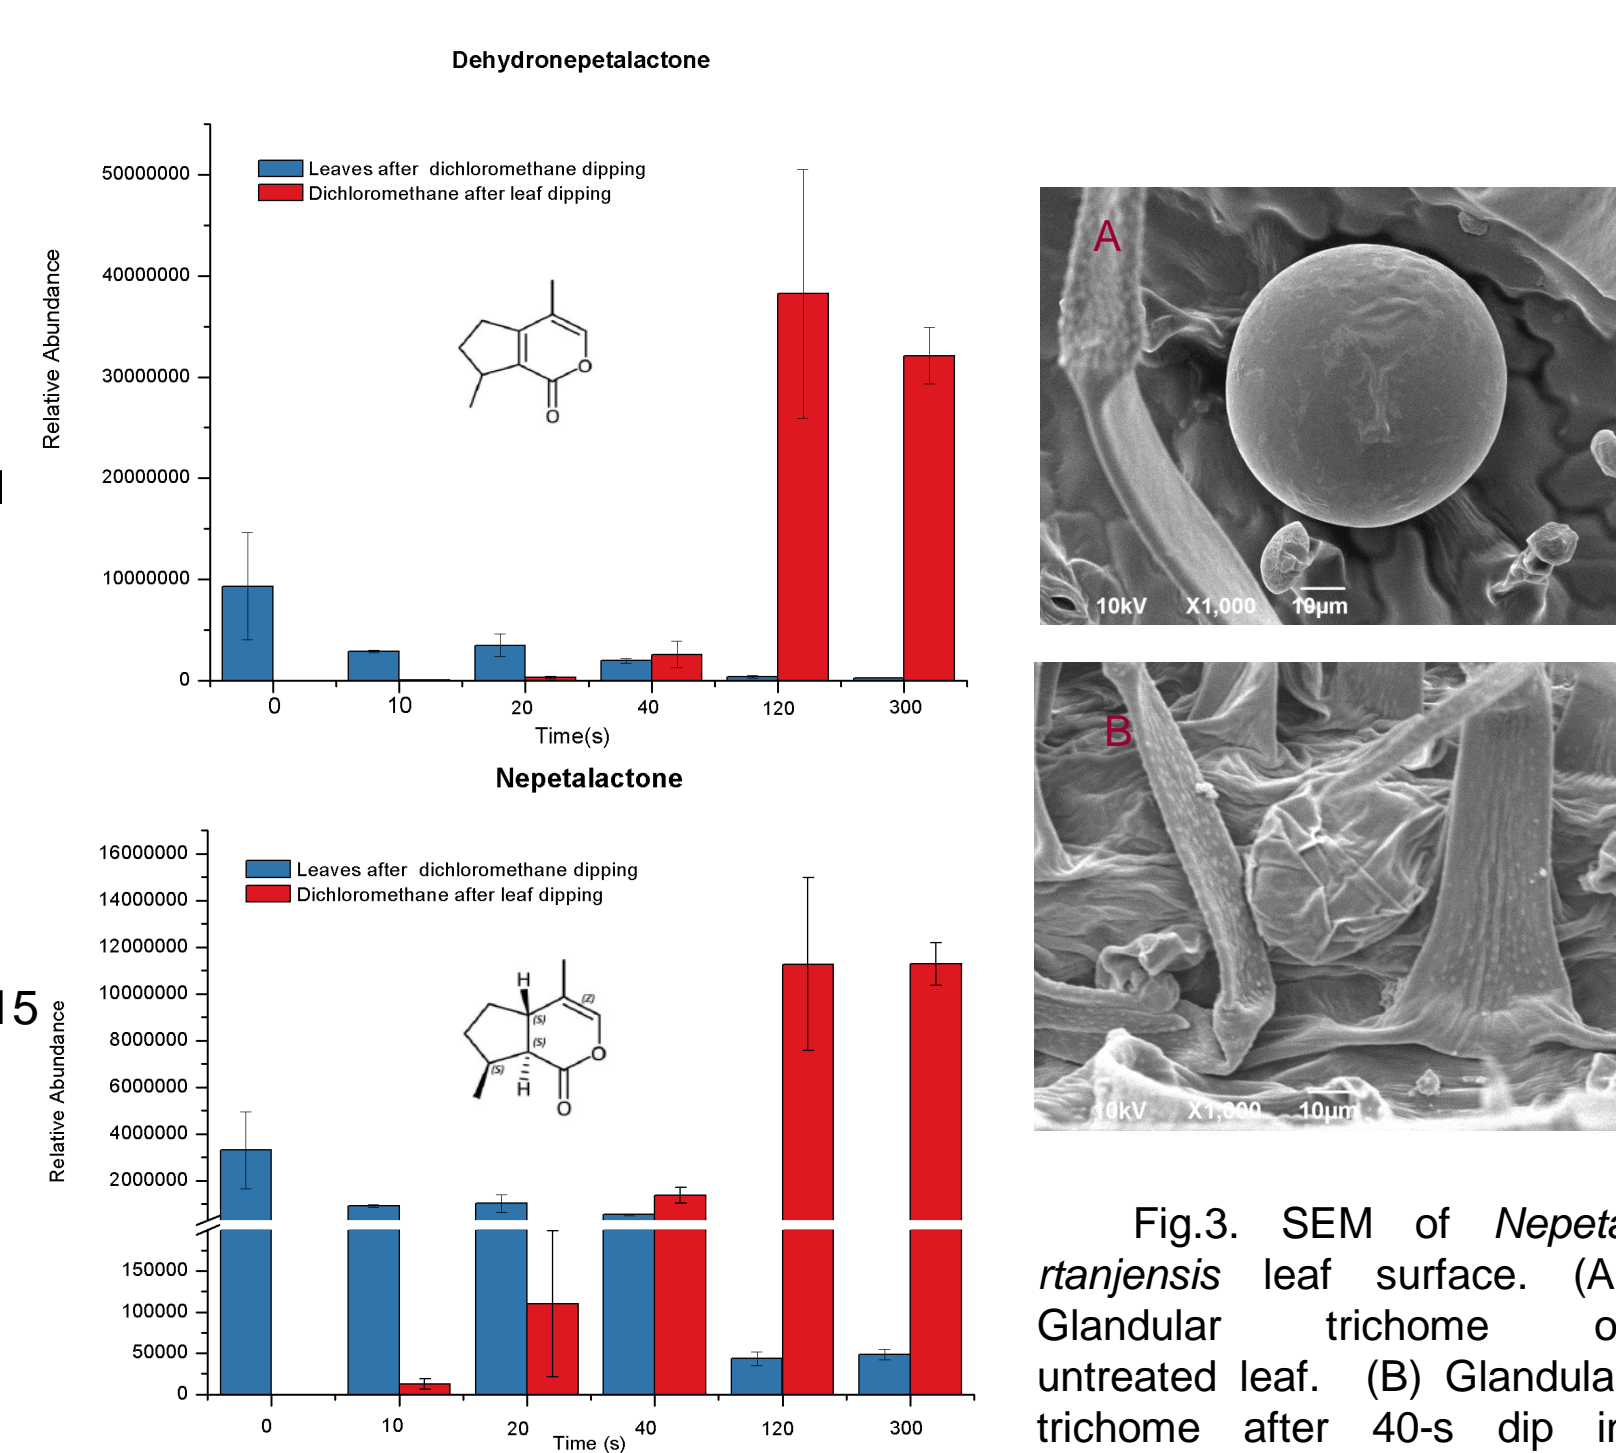 Dehydronepetalactone
50000000
40000000
30000000
20000000
10000000
0
Relative Abundance
Leaves after dichloromethane dipping
Dichloromethane after leaf dipping
O
O
0 10 20 40 120 300
Time(s)
Nepetalactone
16000000
14000000
12000000
10000000
8000000
6000000
4000000
2000000
150000
100000
50000
0
15
Relative Abundance
Leaves after dichloromethane dipping
Dichloromethane after leaf dipping
H
(Z)
(S)
(S)
O
(S)
H
O
0 10 20 40 120 300
Time (s)
A
10kV X1,000 10µm
B
10kV X1,000 10µm
Fig.3. SEM of Nepeta
rtanjensis leaf surface. (A
Glandular trichome o
untreated leaf. (B) Glandula
trichome after 40-s dip in